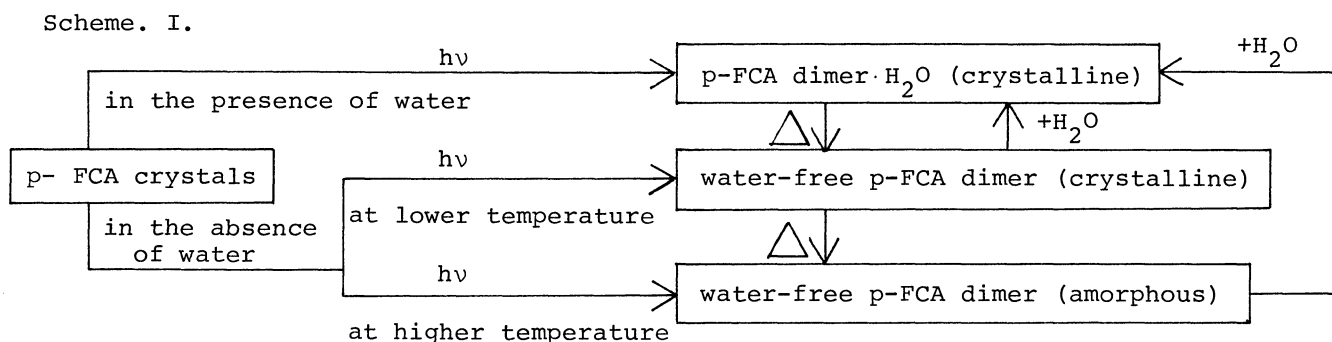 Scheme. I.
hν
+H₂O
p-FCA dimer·H₂O (crystalline)
in the presence of water
+H₂O
hν
p- FCA crystals
water-free p-FCA dimer (crystalline)
at lower temperature
in the absence
of water
hν
water-free p-FCA dimer (amorphous)
at higher temperature